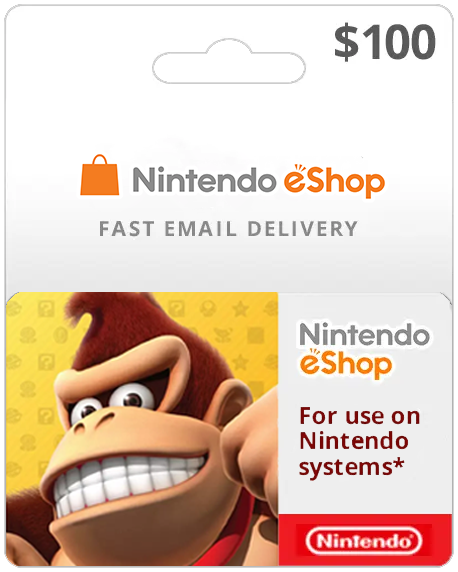 $100
Nintendo eShop
FAST EMAIL DELIVERY
Nintendo
eShop
For use on
Nintendo
systems*
Nintendo